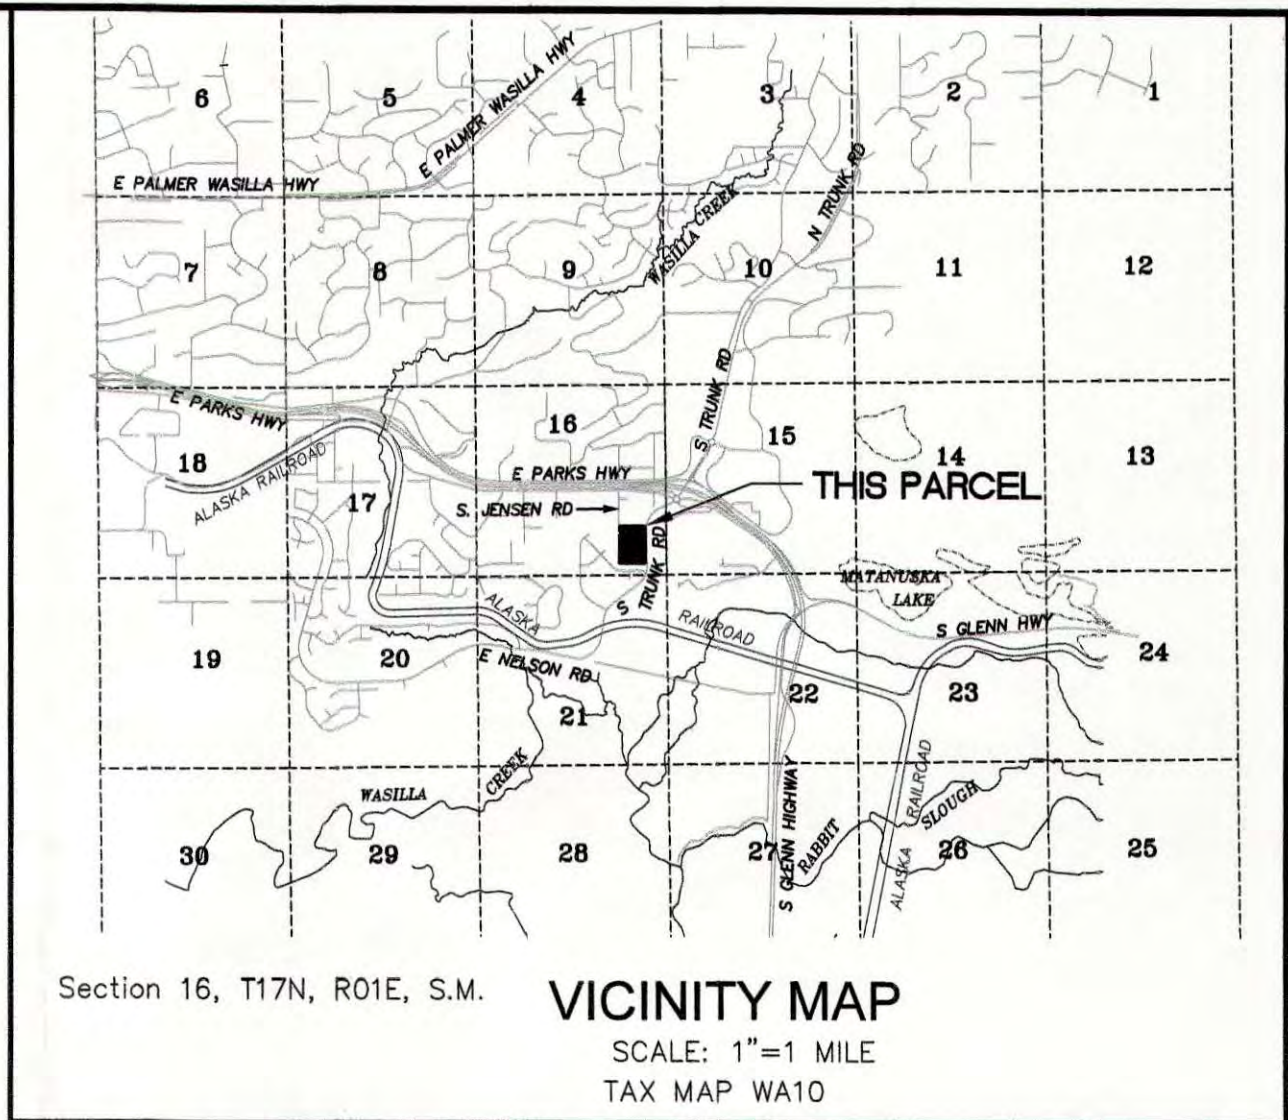 6 5 4 3 2 1
E PALMER WASILLA HWY
E PALMER WASILLA HWY
N TRUNK RD
WASILLA CREEK
7 8 9 10 11 12
S TRUNK RD
E PARKS HWY
18 17 16 15 14 13
ALASKA RAILROAD
E PARKS HWY
THIS PARCEL
S. JENSEN RD
S TRUNK RD
MATANUSKA
LAKE
ALASKA RAILROAD
S GLENN HWY
19 20 21 22 23 24
E NELSON RD
WASILLA CREEK
S GLENN HIGHWAY
RABBIT SLOUGH
ALASKA RAILROAD
30 29 28 27 26 25
Section 16, T17N, R01E, S.M.
VICINITY MAP
SCALE: 1"=1 MILE
TAX MAP WA10